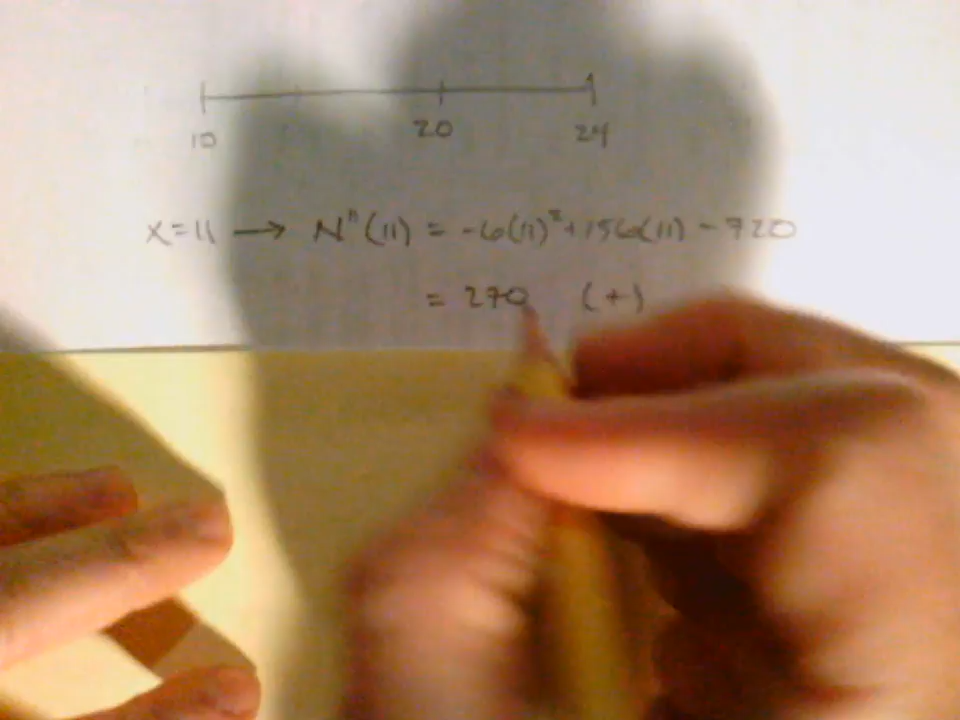 10 20 24
x=11 → N"(11) = -6(11)²+156(11) - 720
= 270 (+)